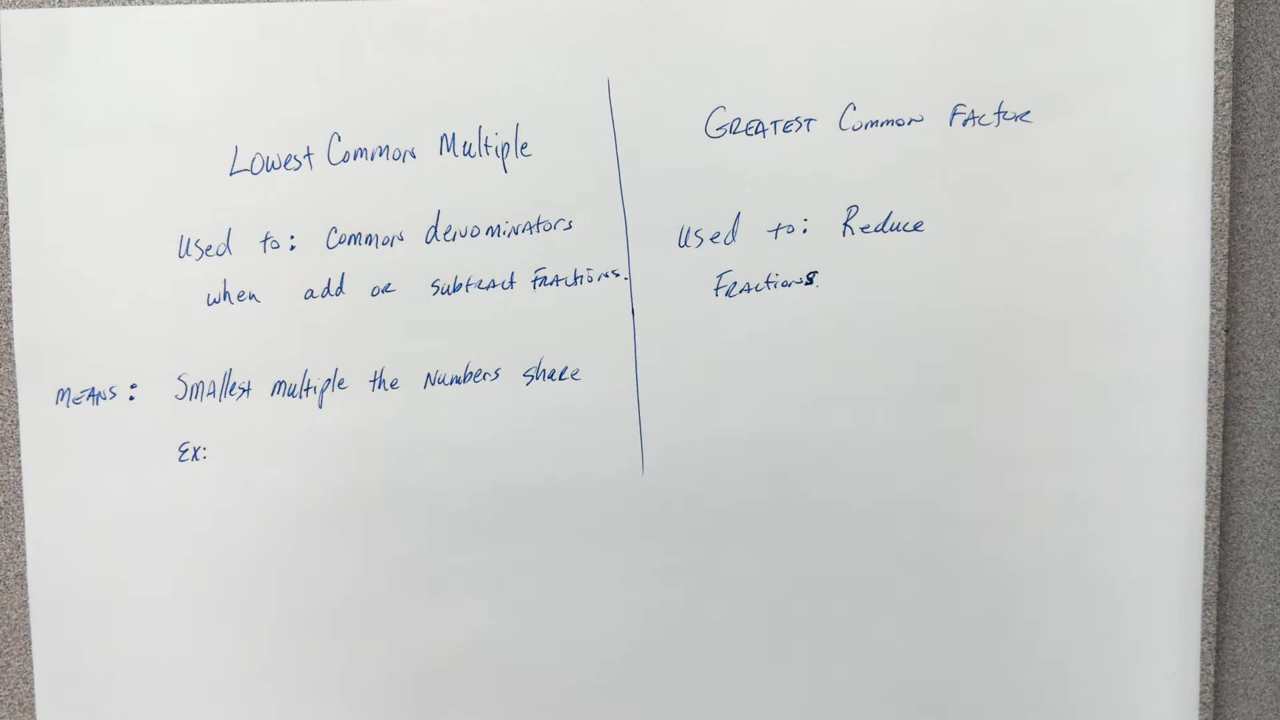 Lowest Common Multiple
Used to: Common denominators
when add or subtract Fractions.
MEANS: Smallest multiple the Numbers share
Ex:
GREATEST Common Factor
Used to: Reduce
Fractions.